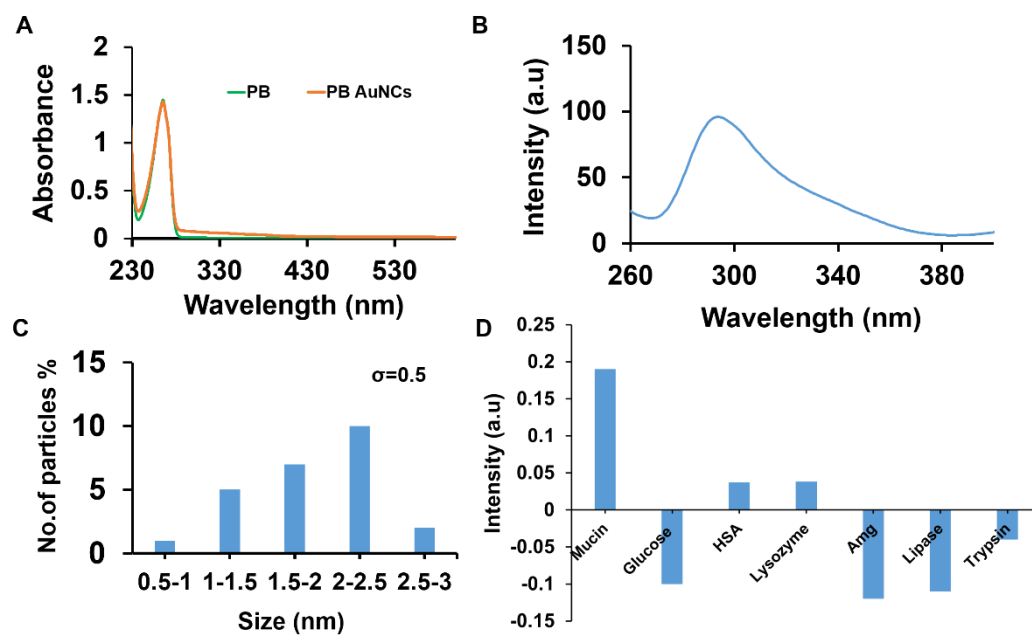 A
2
1.5
1
0.5
0
Absorbance
PB
PB AuNCs
230
330
430
530
Wavelength (nm)
B
150
100
50
0
Intensity (a.u)
260
300
340
380
Wavelength (nm)
C
15
10
5
0
No.of particles %
σ=0.5
0.5-1
1-1.5
1.5-2
2-2.5
2.5-3
Size (nm)
D
0.25
0.2
0.15
0.1
0.05
0
-0.05
-0.1
-0.15
Intensity (a.u)
Mucin
Glucose
HSA
Lysozyme
Amg
Lipase
Trypsin